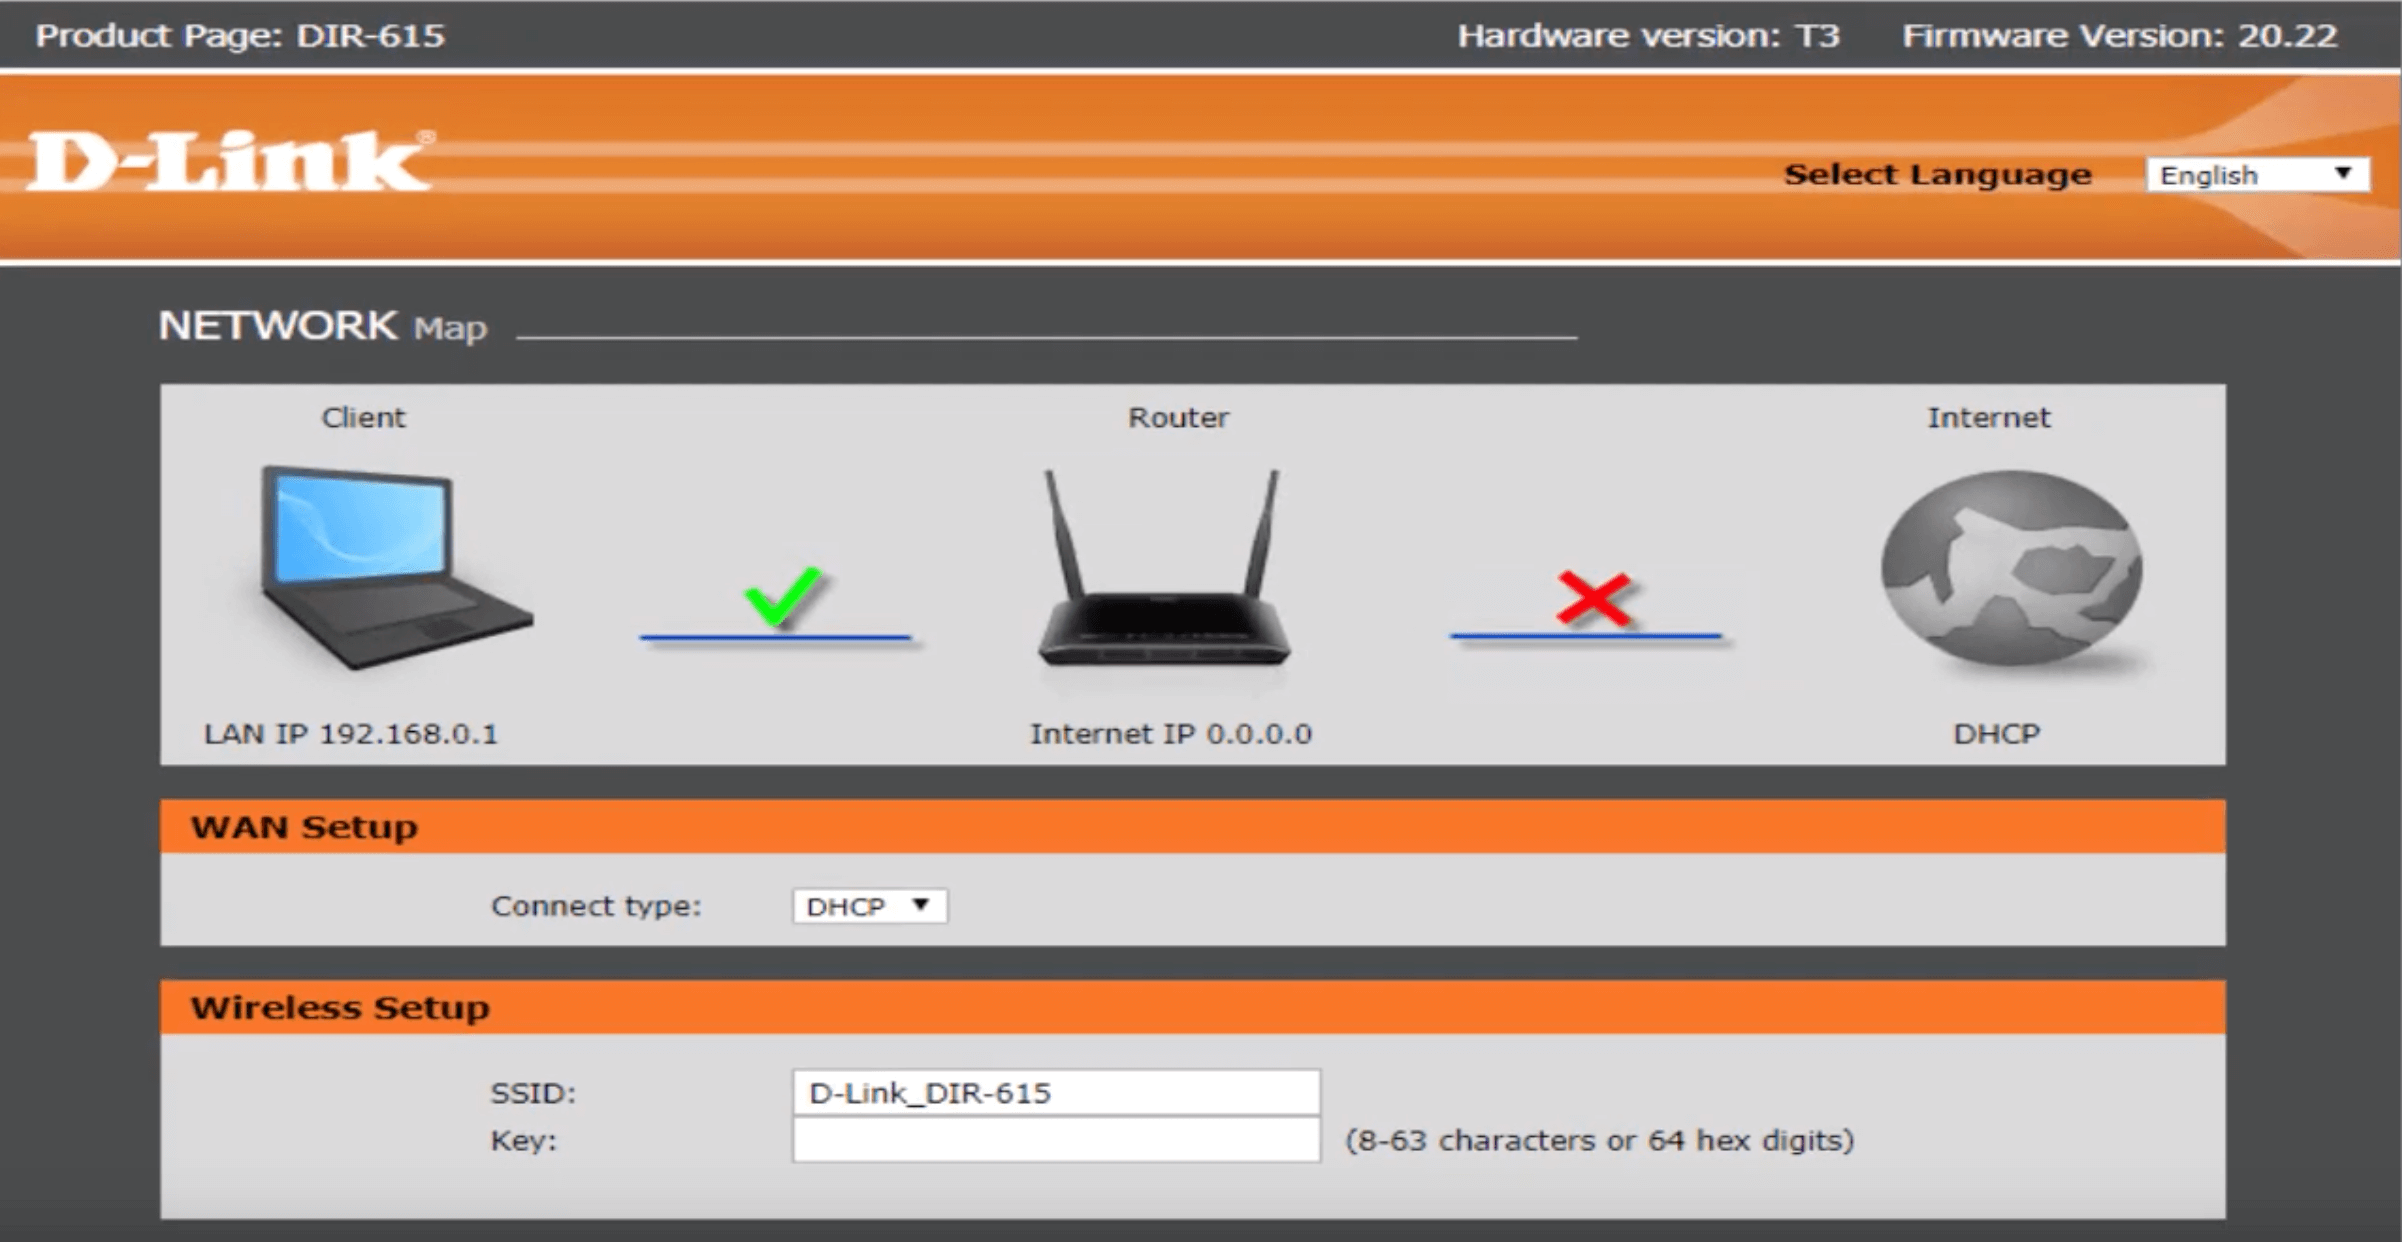 Product Page: DIR-615 Hardware version: T3 Firmware Version: 20.22
D-Link®
Select Language English
NETWORK Map
Client Router Internet
LAN IP 192.168.0.1 Internet IP 0.0.0.0 DHCP
WAN Setup
Connect type: DHCP
Wireless Setup
SSID: D-Link_DIR-615
Key: (8-63 characters or 64 hex digits)